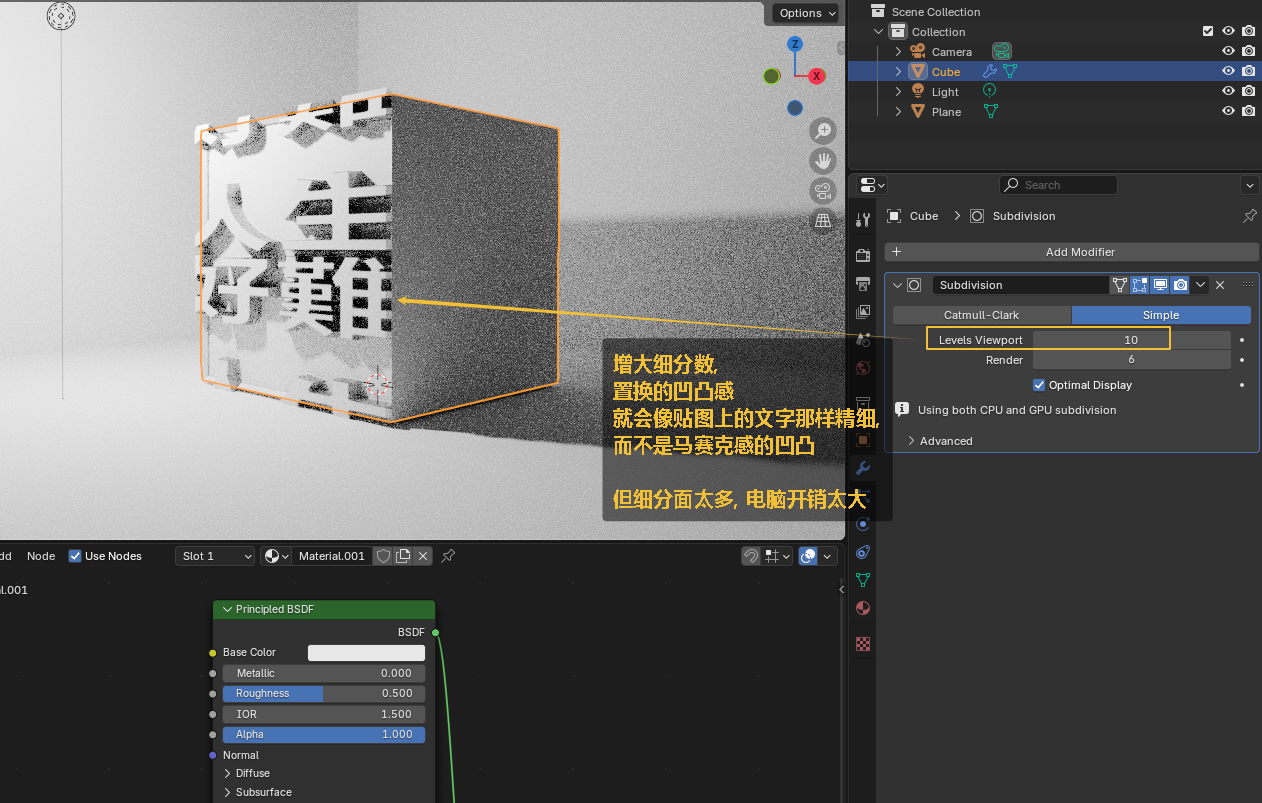 Options
Z
X
人生
好難
增大细分数,
置换的凹凸感
就会像贴图上的文字那样精细,
而不是马赛克感的凹凸
但细分面太多, 电脑开销太大
Scene Collection
Collection
Camera
Cube
Light
Plane
Search
Cube > Subdivision
+ Add Modifier
Subdivision
Catmull-Clark Simple
Levels Viewport 10
Render 6
Optimal Display
Using both CPU and GPU subdivision
Advanced
dd Node Use Nodes Slot 1 Material.001
l.001
Principled BSDF
BSDF
Base Color
Metallic 0.000
Roughness 0.500
IOR 1.500
Alpha 1.000
Normal
Diffuse
Subsurface